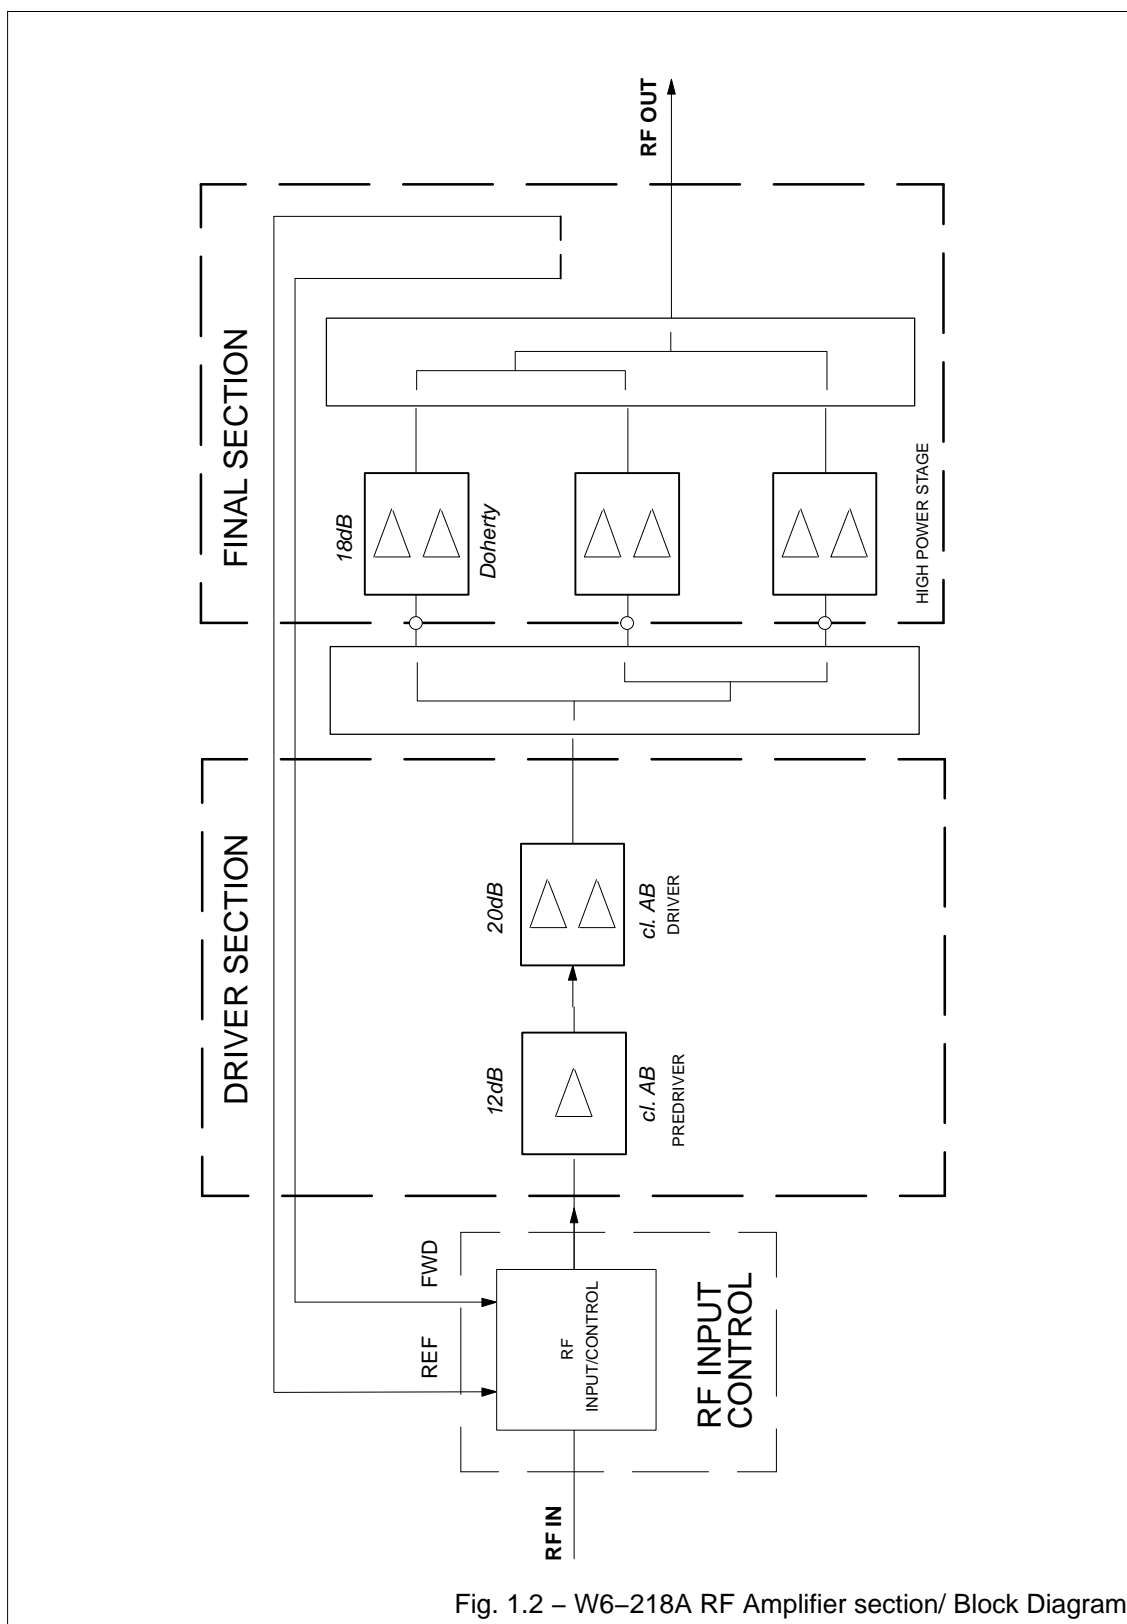 RF OUT
FINAL SECTION
18dB
Doherty
HIGH POWER STAGE
DRIVER SECTION
20dB
cl. AB
DRIVER
12dB
cl. AB
PREDRIVER
FWD
REF
RF
INPUT/CONTROL
RF INPUT
CONTROL
RF IN
Fig. 1.2 – W6–218A RF Amplifier section/ Block Diagram